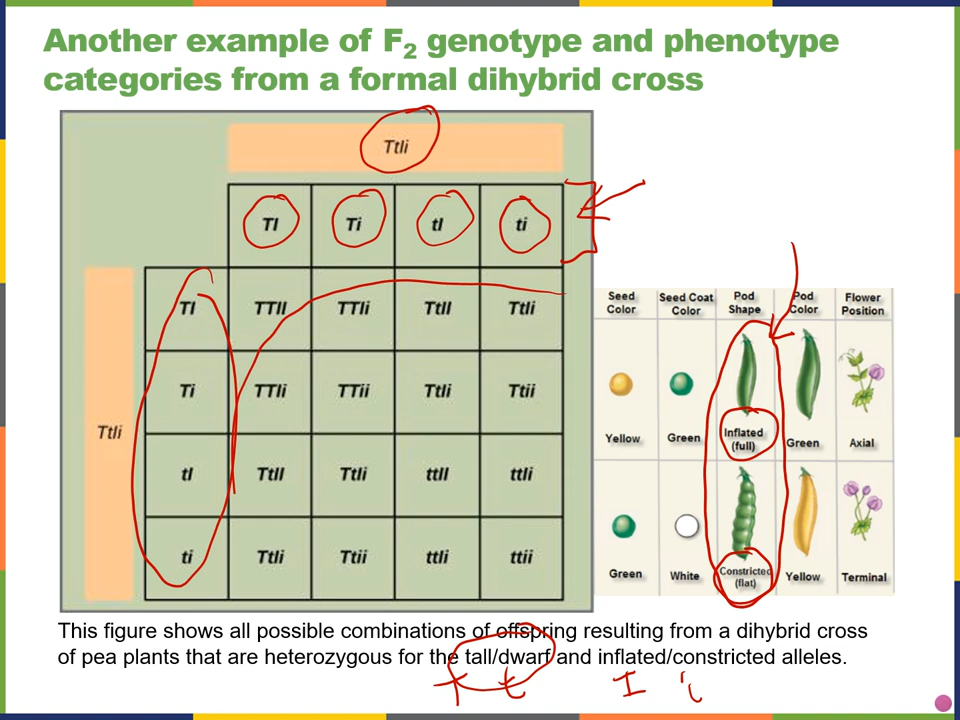 Another example of F₂ genotype and phenotype
categories from a formal dihybrid cross
TtIi
TI Ti tI ti
TI TTII TTIi TtII TtIi
Ti TTIi TTii TtIi Ttii
TtIi
tI TtII TtIi ttII ttIi
ti TtIi Ttii ttIi ttii
Seed Color Seed Coat Color Pod Shape Pod Color Flower Position
Yellow Green Inflated (full) Green Axial
Green White Constricted (flat) Yellow Terminal
This figure shows all possible combinations of offspring resulting from a dihybrid cross
of pea plants that are heterozygous for the tall/dwarf and inflated/constricted alleles.
T t I i